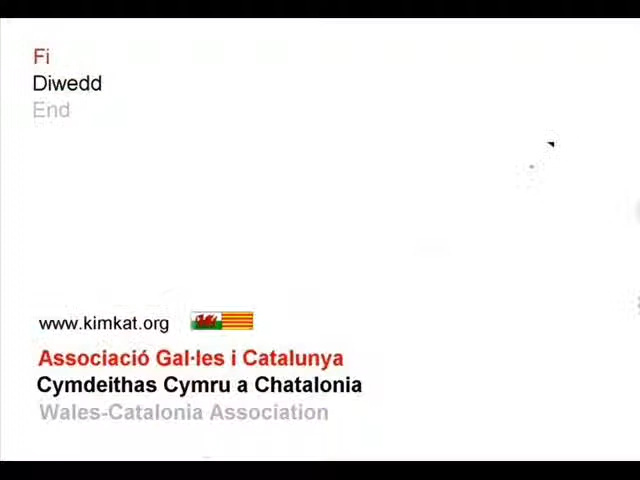 Fi
Diwedd
End
www.kimkat.org
Associació Gal·les i Catalunya
Cymdeithas Cymru a Chatalonia
Wales-Catalonia Association